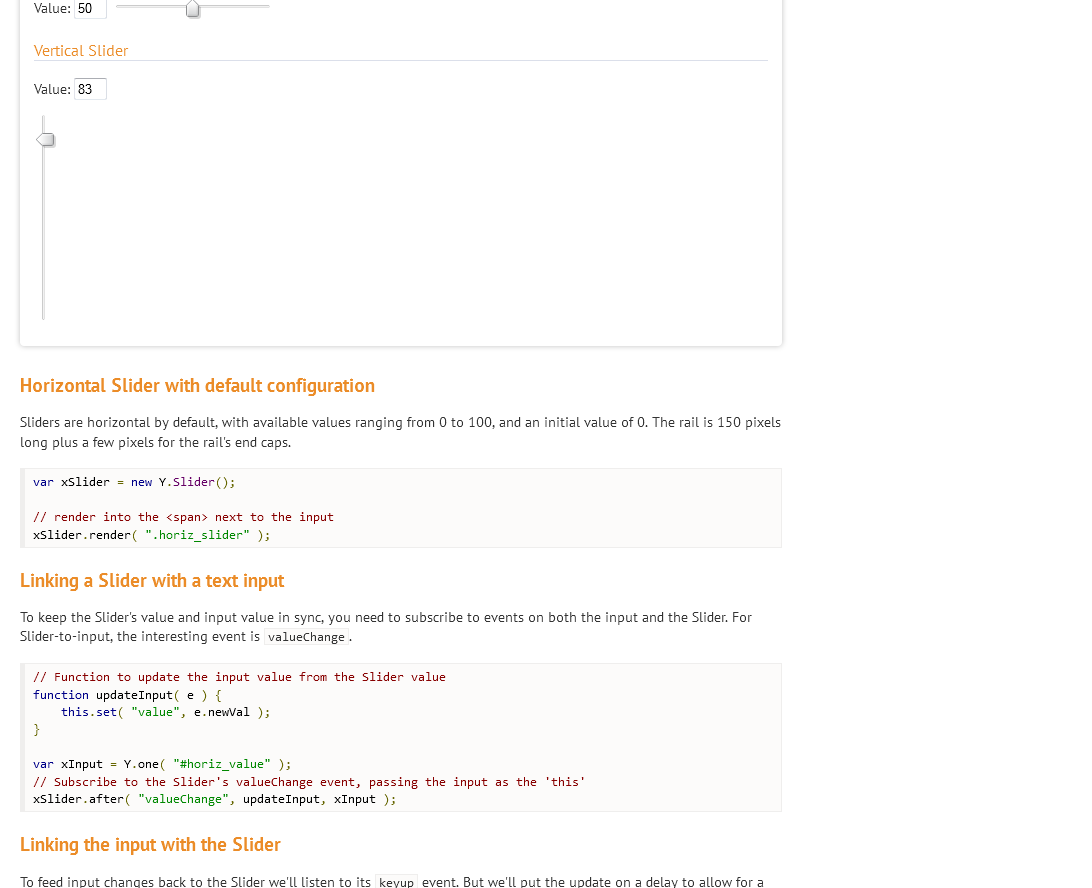 Value: 50
Vertical Slider
Value: 83
Horizontal Slider with default configuration
Sliders are horizontal by default, with available values ranging from 0 to 100, and an initial value of 0. The rail is 150 pixels
long plus a few pixels for the rail's end caps.
var xSlider = new Y.Slider();
// render into the <span> next to the input
xSlider.render( ".horiz_slider" );
Linking a Slider with a text input
To keep the Slider's value and input value in sync, you need to subscribe to events on both the input and the Slider. For
Slider-to-input, the interesting event is valueChange.
// Function to update the input value from the Slider value
function updateInput( e ) {
    this.set( "value", e.newVal );
}
var xInput = Y.one( "#horiz_value" );
// Subscribe to the Slider's valueChange event, passing the input as the 'this'
xSlider.after( "valueChange", updateInput, xInput );
Linking the input with the Slider
To feed input changes back to the Slider we'll listen to its keyup event. But we'll put the update on a delay to allow for a